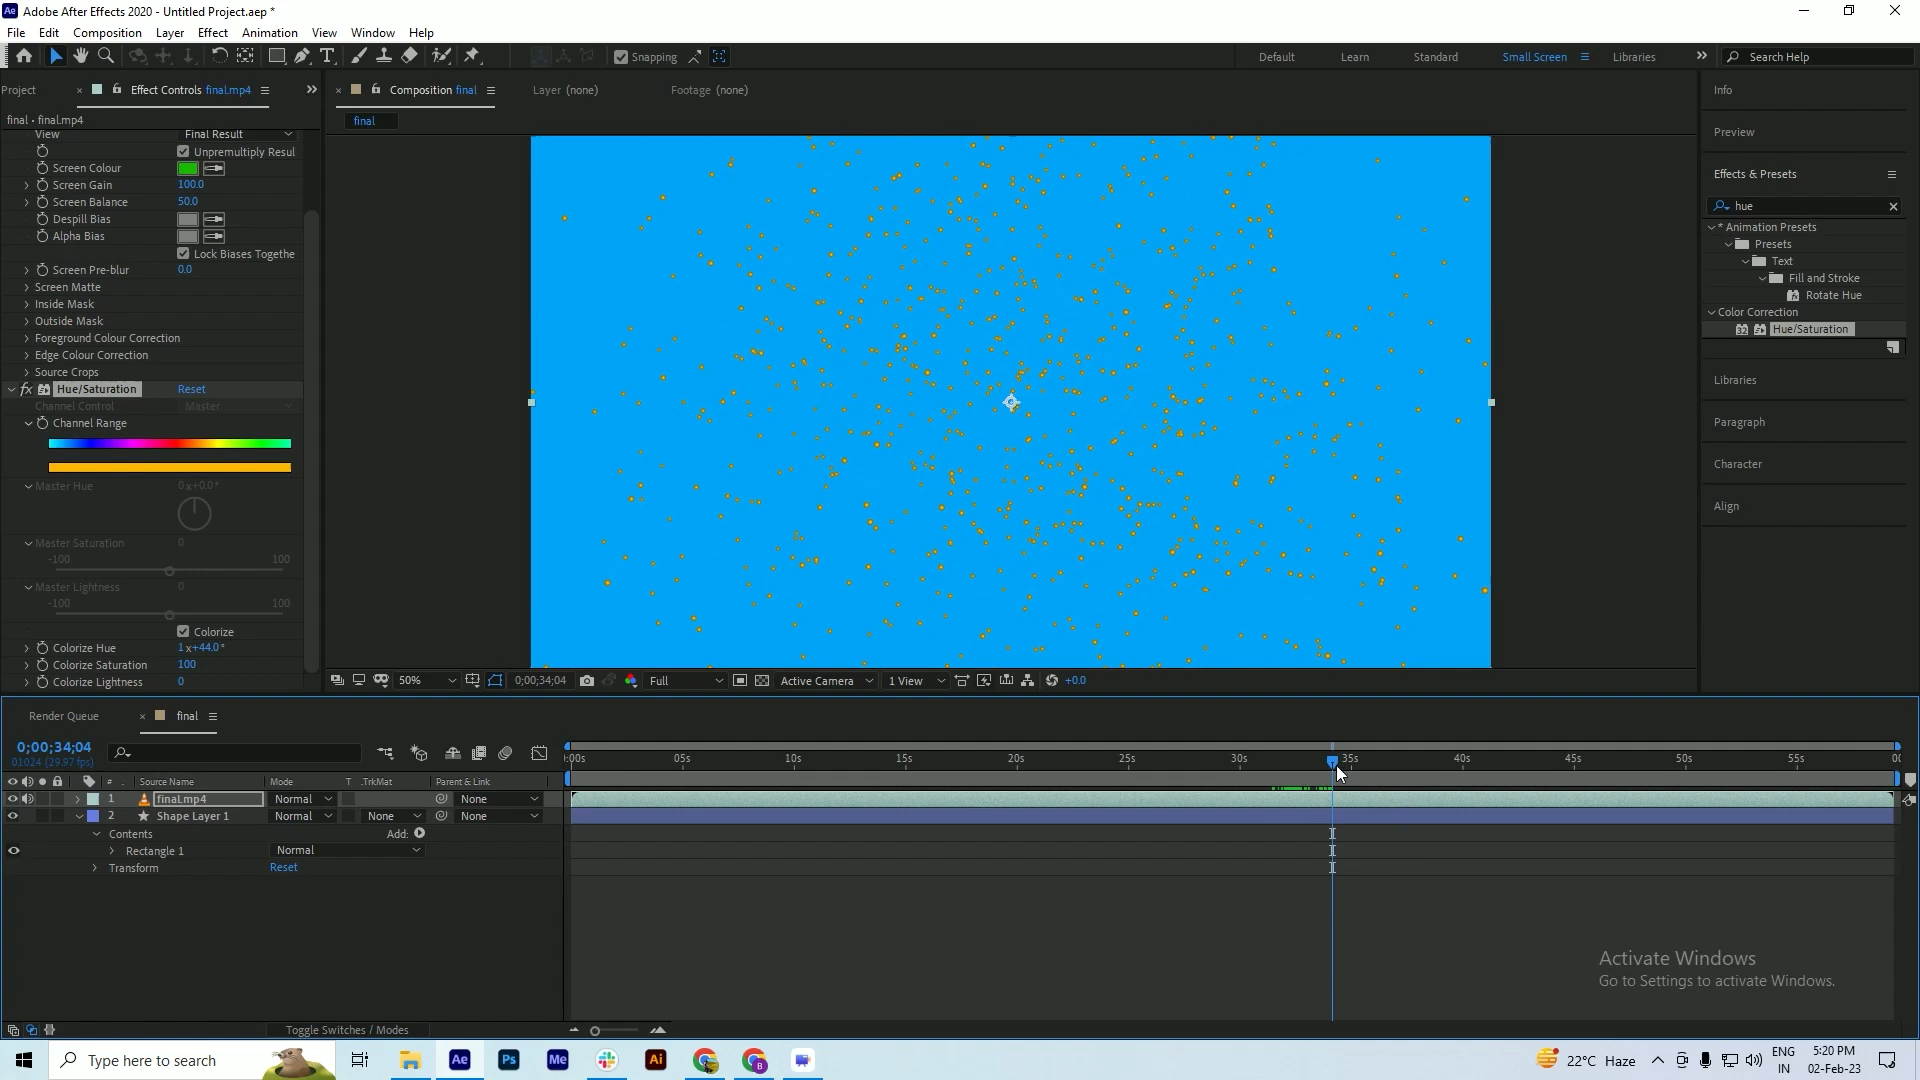 Adobe After Effects 2020 - Untitled Project.aep *
File Edit Composition Layer Effect Animation View Window Help
Snapping
Default Learn Standard Small Screen Libraries Search Help
Project Effect Controls final.mp4
final • final.mp4
View Final Result
Unpremultiply Resul
Screen Colour
Screen Gain 100.0
Screen Balance 50.0
Despill Bias
Alpha Bias
Lock Biases Togethe
Screen Pre-blur 0.0
Screen Matte
Inside Mask
Outside Mask
Foreground Colour Correction
Edge Colour Correction
Source Crops
fx Hue/Saturation Reset
Channel Control Master
Channel Range
Master Hue 0x+0.0°
Master Saturation 0
-100 100
Master Lightness 0
-100 100
Colorize
Colorize Hue 1x+44.0°
Colorize Saturation 100
Colorize Lightness 0
Composition final Layer (none) Footage (none)
final
50% 0;00;34;04 Full Active Camera 1 View +0.0
Info
Preview
Effects & Presets
hue
* Animation Presets
Presets
Text
Fill and Stroke
Rotate Hue
Color Correction
32 Hue/Saturation
Libraries
Paragraph
Character
Align
Render Queue final
0;00;34;04
01024 (29.97 fps)
:00s 05s 10s 15s 20s 25s 30s 35s 40s 45s 50s 55s 00
# Source Name Mode T .TrkMat Parent & Link
1 final.mp4 Normal None
2 Shape Layer 1 Normal None None
Contents Add:
Rectangle 1 Normal
Transform Reset
Toggle Switches / Modes
Activate Windows
Go to Settings to activate Windows.
Type here to search
Ae Ps Me Ai
22°C Haze
ENG
IN
5:20 PM
02-Feb-23